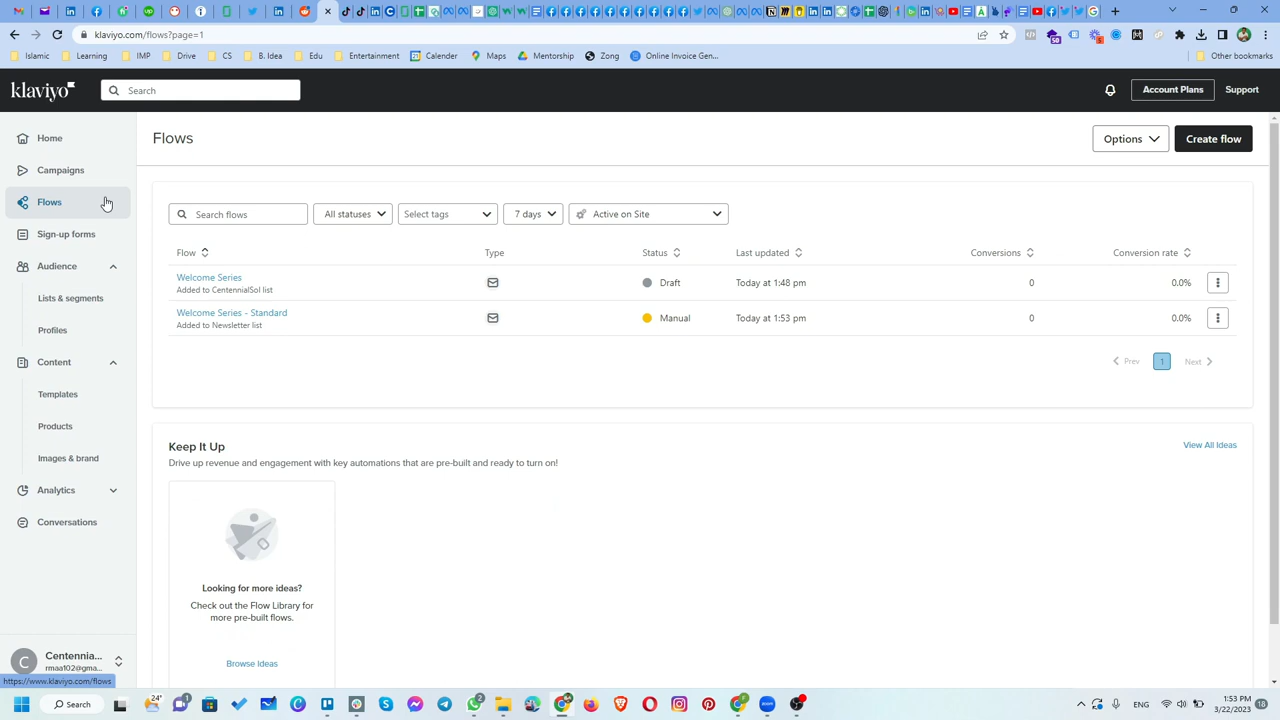 klaviyo.com/flows?page=1
Islamic
Learning
IMP
Drive
CS
B. Idea
Edu
Entertainment
Calendar
Maps
Mentorship
Zong
Online Invoice Gen...
Other bookmarks
klaviyo
Search
Account Plans
Support
Home
Campaigns
Flows
Sign-up forms
Audience
Lists & segments
Profiles
Content
Templates
Products
Images & brand
Analytics
Conversations
Centennia...
rmaa102@gma...
https://www.klaviyo.com/flows
Flows
Options
Create flow
Search flows
All statuses
Select tags
7 days
Active on Site
Flow
Type
Status
Last updated
Conversions
Conversion rate
Welcome Series
Added to CentennialSol list
Draft
Today at 1:48 pm
0
0.0%
Welcome Series - Standard
Added to Newsletter list
Manual
Today at 1:53 pm
0
0.0%
Prev
1
Next
Keep It Up
View All Ideas
Drive up revenue and engagement with key automations that are pre-built and ready to turn on!
Looking for more ideas?
Check out the Flow Library for
more pre-built flows.
Browse Ideas
Search
24°
1
2
ENG
1:53 PM
3/22/2023
18